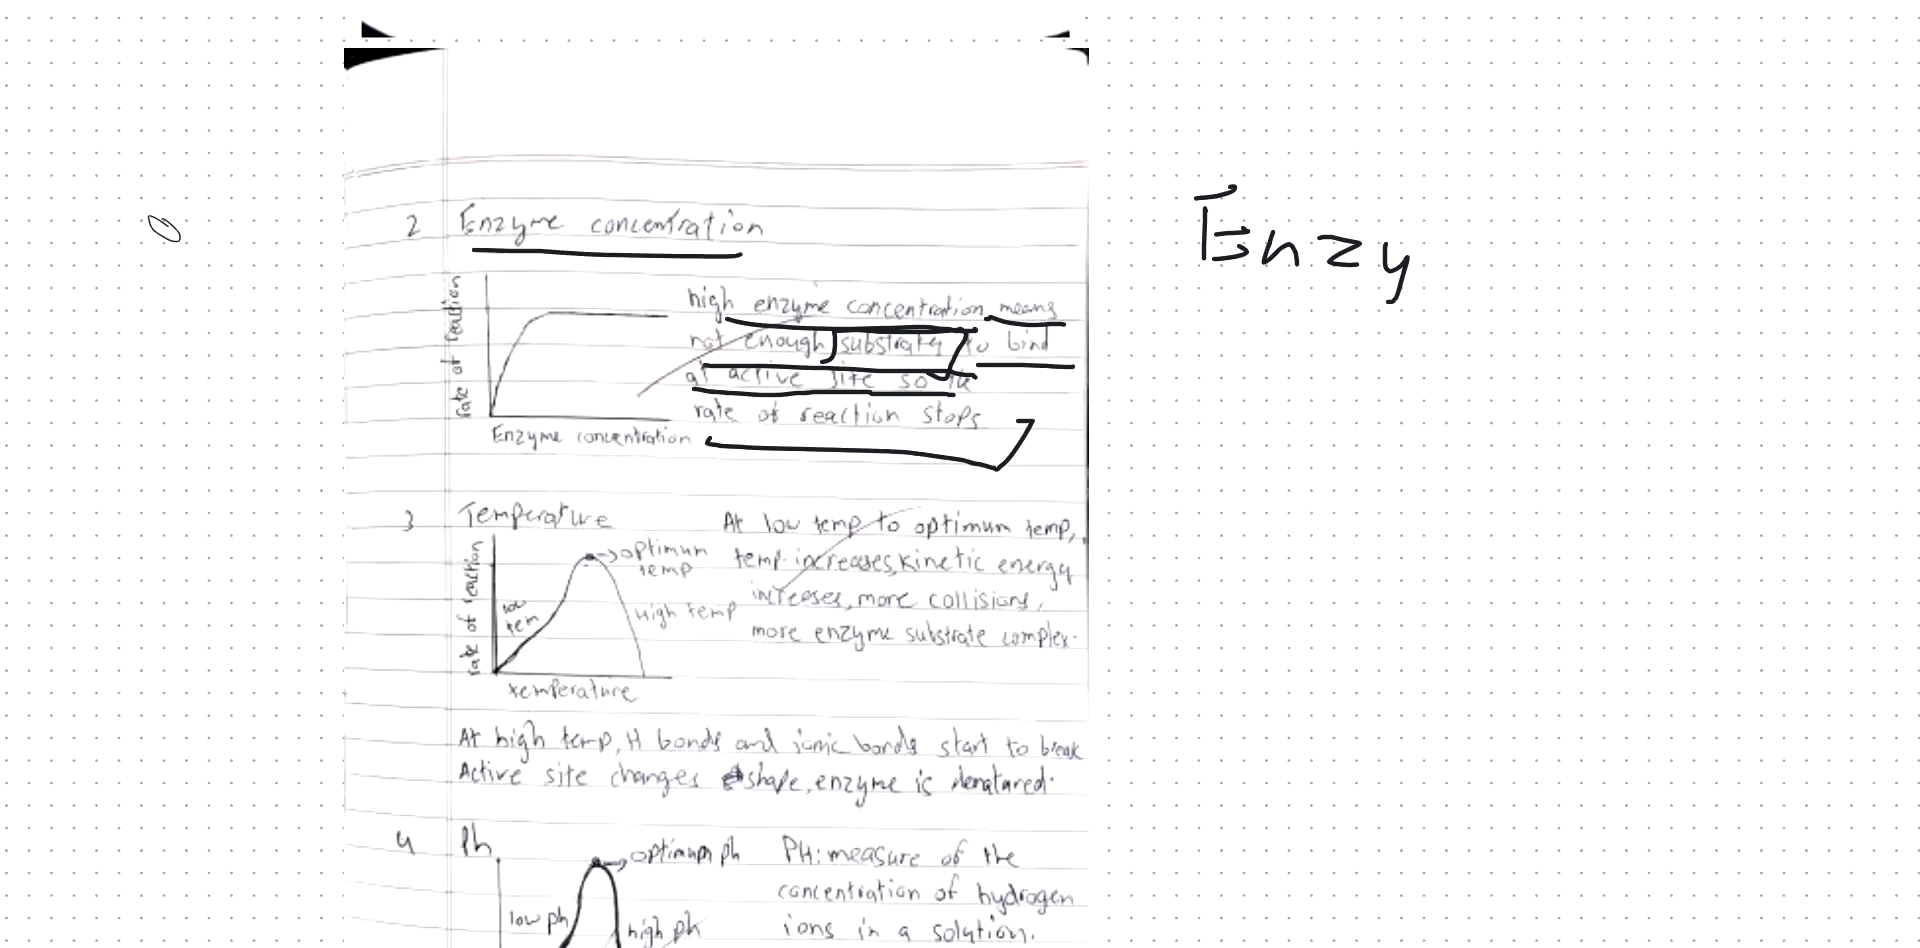 2 Enzyme concentration
rate of reaction
Enzyme concentration
high enzyme concentration means
not enough substrates to bind
at active site so
rate of reaction stops
Enzy
3 Temperature
rate of reaction
low
tem
optimum
temp
High temp
temperature
At low temp to optimum temp,
temp increases, kinetic energy
increses, more collisions,
more enzyme substrate complex.
At high temp, H bonds and ionic bonds start to break
Active site changes shape, enzyme is denatured.
4 Ph
optimum ph
low ph
high ph
PH: measure of the
concentration of hydrogen
ions in a solution.